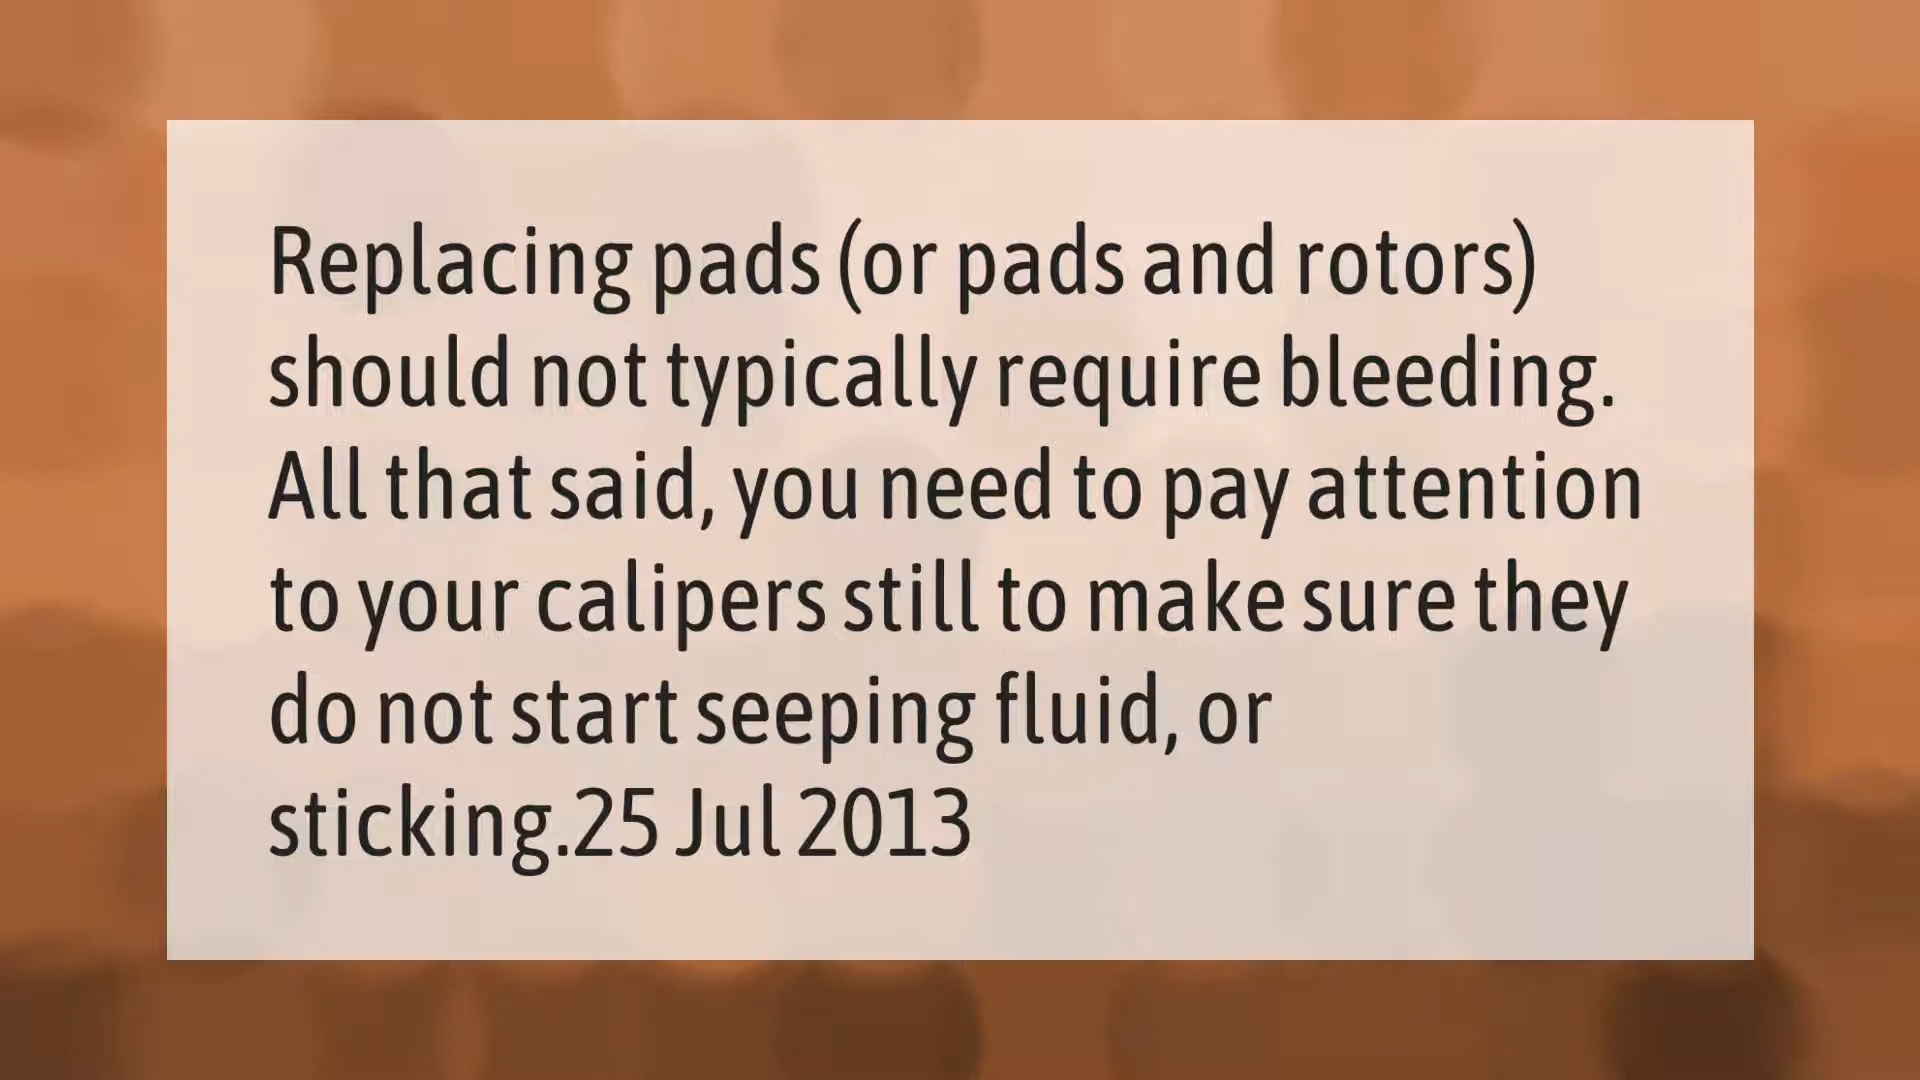 Replacing pads (or pads and rotors)
should not typically require bleeding.
All that said, you need to pay attention
to your calipers still to make sure they
do not start seeping fluid, or
sticking.25 Jul 2013